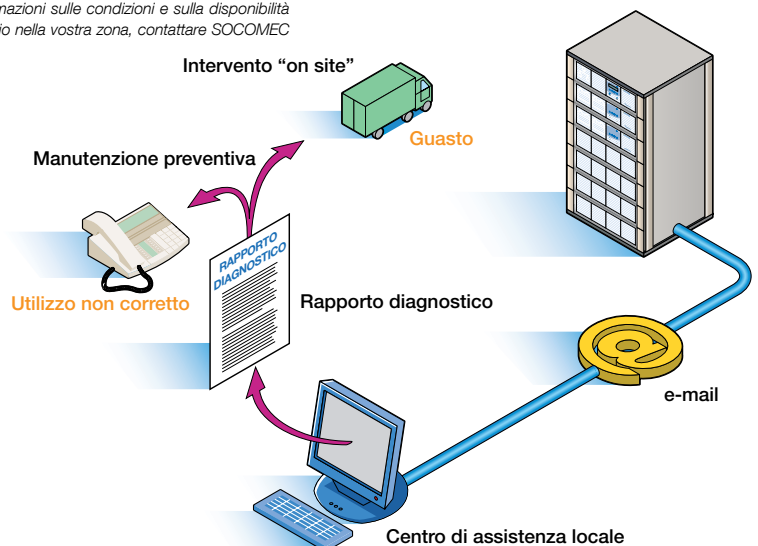 mazioni sulle condizioni e sulla disponibilità
io nella vostra zona, contattare SOCOMEC
Intervento “on site”
Guasto
Manutenzione preventiva
RAPPORTO
DIAGNOSTICO
Utilizzo non corretto
Rapporto diagnostico
e-mail
Centro di assistenza locale